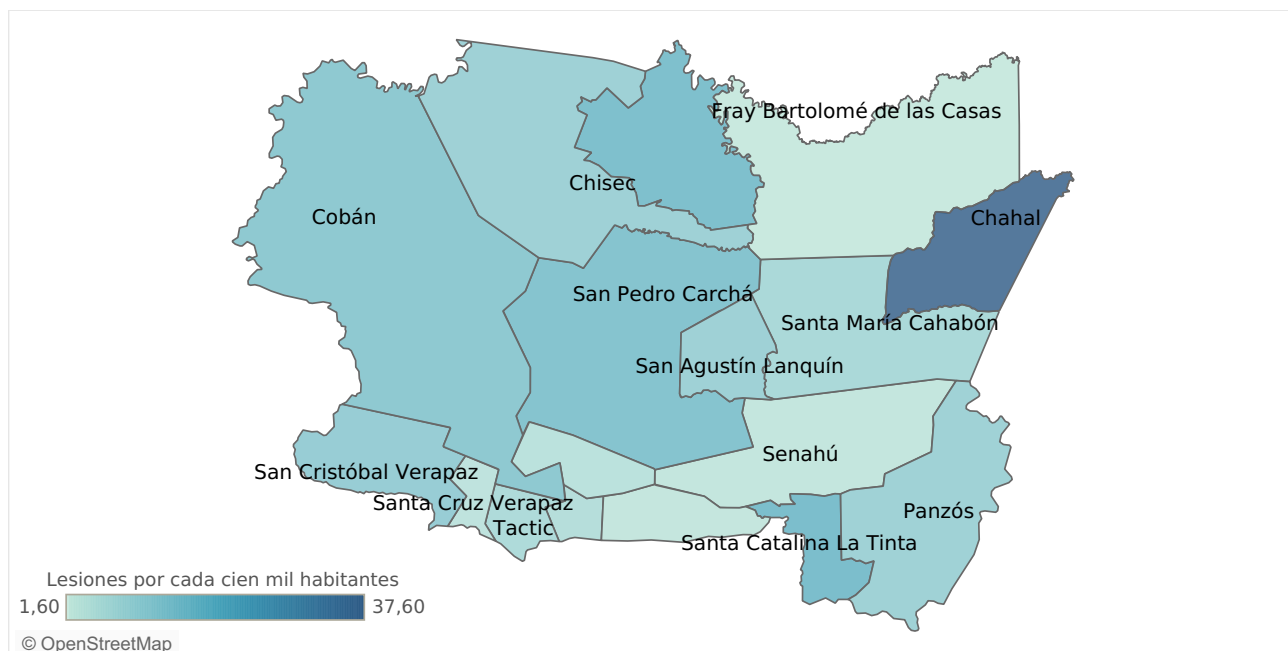 Fray Bartolomé de las Casas
Chisec
Cobán
Chahal
San Pedro Carchá
Santa María Cahabón
San Agustín Lanquín
Senahú
San Cristóbal Verapaz
Santa Cruz Verapaz
Panzós
Tactic
Santa Catalina La Tinta
Lesiones por cada cien mil habitantes
1,60 37,60
© OpenStreetMap